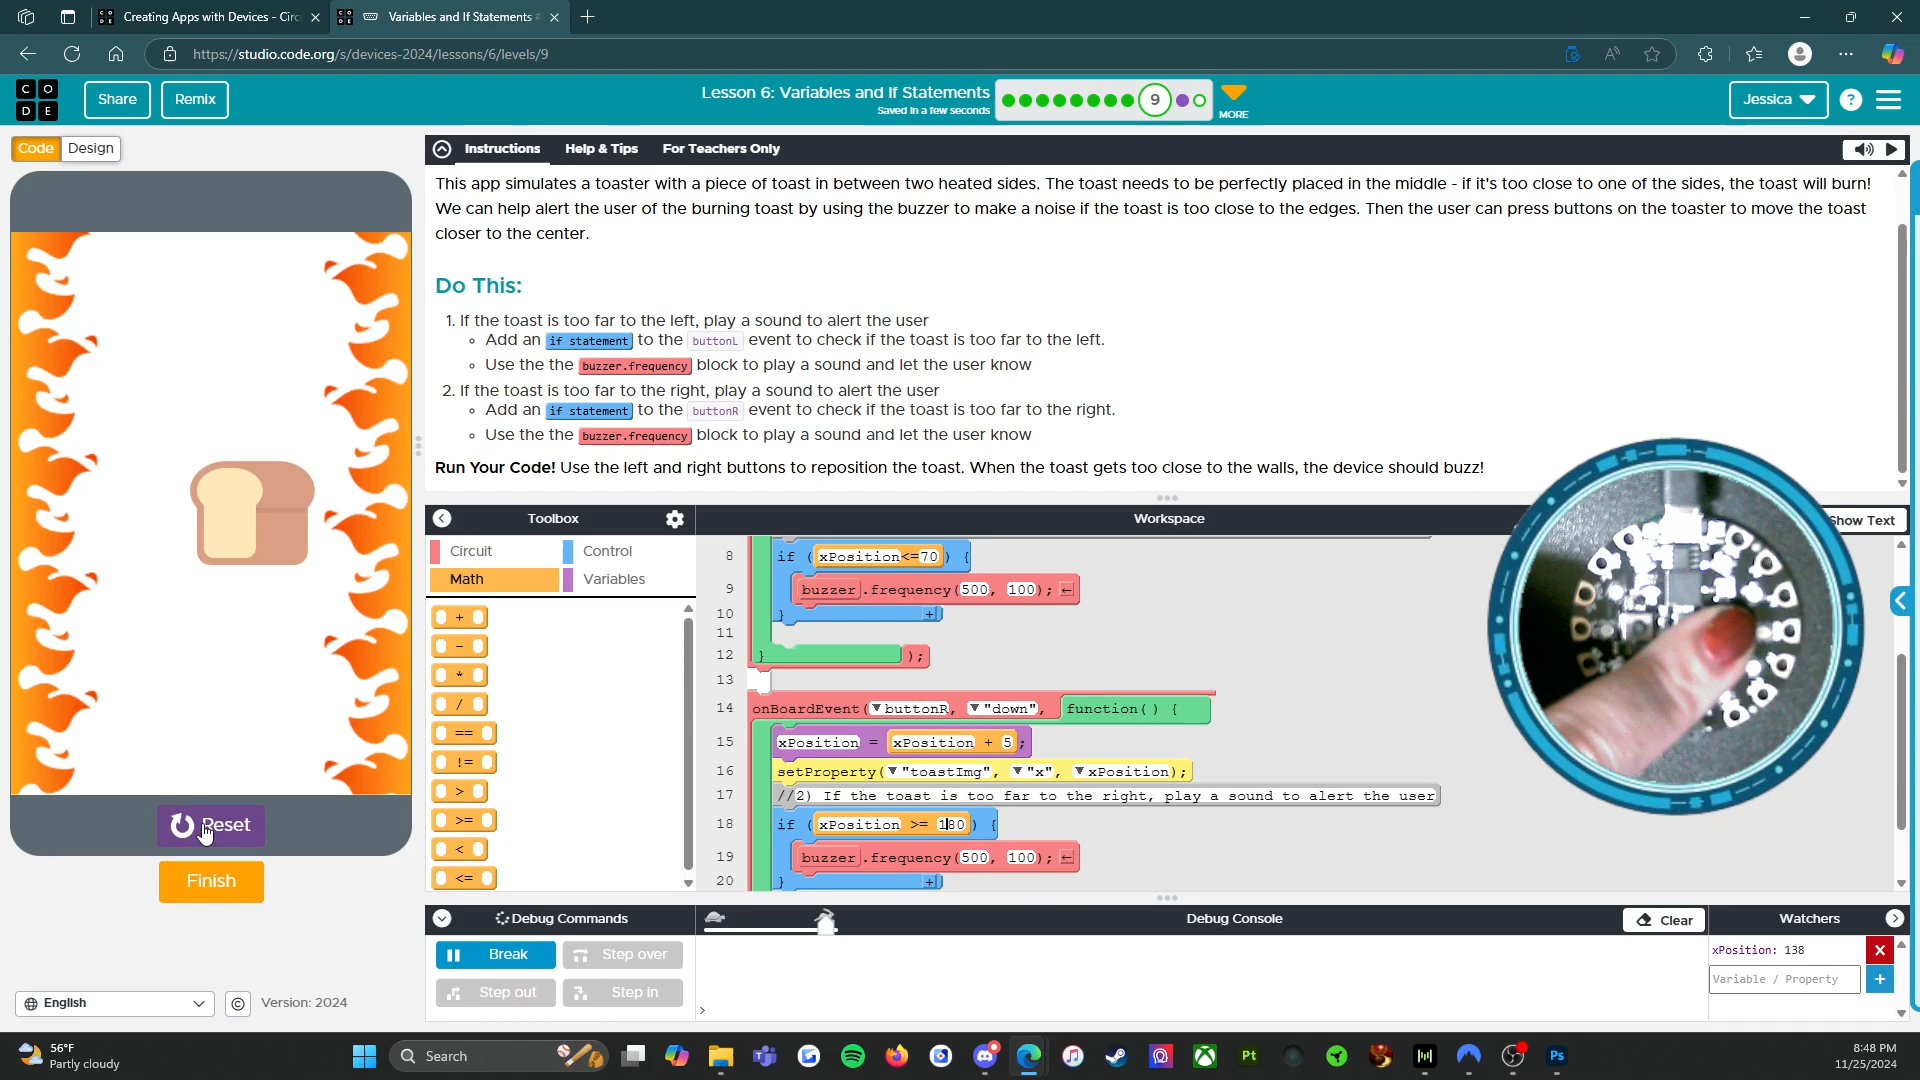 Creating Apps with Devices - Circ
Variables and If Statements #
https://studio.code.org/s/devices-2024/lessons/6/levels/9
C O
D E
Share
Remix
Lesson 6: Variables and If Statements
Saved in a few seconds
9
MORE
Jessica
?
Code
Design
Instructions
Help & Tips
For Teachers Only
This app simulates a toaster with a piece of toast in between two heated sides. The toast needs to be perfectly placed in the middle - if it's too close to one of the sides, the toast will burn!
We can help alert the user of the burning toast by using the buzzer to make a noise if the toast is too close to the edges. Then the user can press buttons on the toaster to move the toast
closer to the center.
Do This:
1. If the toast is too far to the left, play a sound to alert the user
Add an if statement to the buttonL event to check if the toast is too far to the left.
Use the the buzzer.frequency block to play a sound and let the user know
2. If the toast is too far to the right, play a sound to alert the user
Add an if statement to the buttonR event to check if the toast is too far to the right.
Use the the buzzer.frequency block to play a sound and let the user know
Run Your Code! Use the left and right buttons to reposition the toast. When the toast gets too close to the walls, the device should buzz!
Toolbox
Workspace
Show Text
Circuit
Control
Math
Variables
+
-
*
/
==
!=
>
>=
<
<=
8 if (xPosition<=70) {
9 buzzer.frequency(500, 100);
10 }
11
12 });
13
14 onBoardEvent(buttonR, "down", function() {
15 xPosition = xPosition + 5;
16 setProperty("toastImg", "x", xPosition);
17 //2) If the toast is too far to the right, play a sound to alert the user
18 if (xPosition >= 180) {
19 buzzer.frequency(500, 100);
20 }
Reset
Finish
Debug Commands
Debug Console
Clear
Watchers
Break
Step over
Step out
Step in
>
xPosition: 138
Variable / Property
English
Version: 2024
56°F
Partly cloudy
Search
Pt
Ps
8:48 PM
11/25/2024